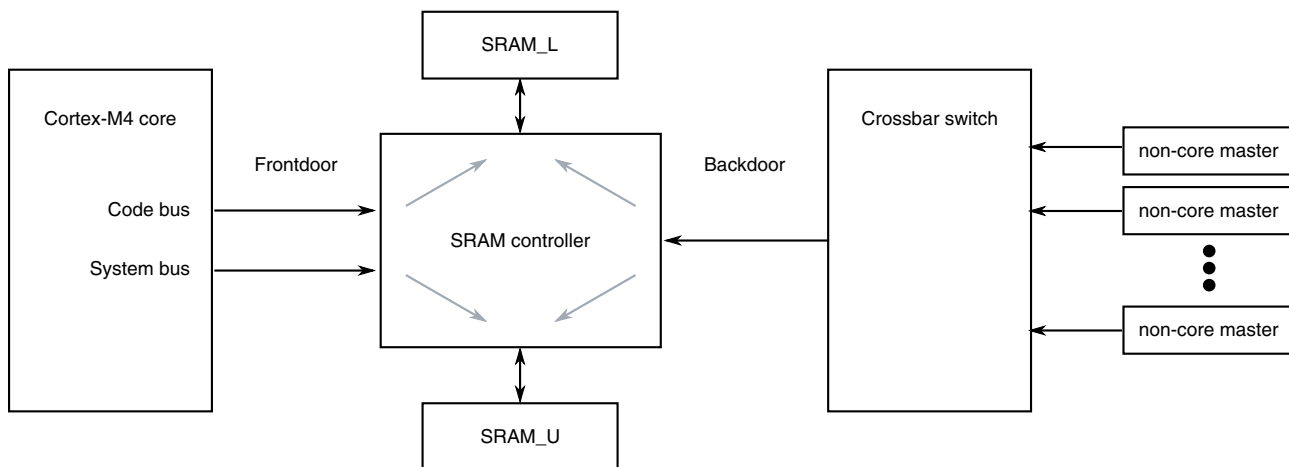 SRAM_L
Cortex-M4 core
Crossbar switch
Frontdoor
Backdoor
non-core master
Code bus
non-core master
SRAM controller
System bus
non-core master
SRAM_U